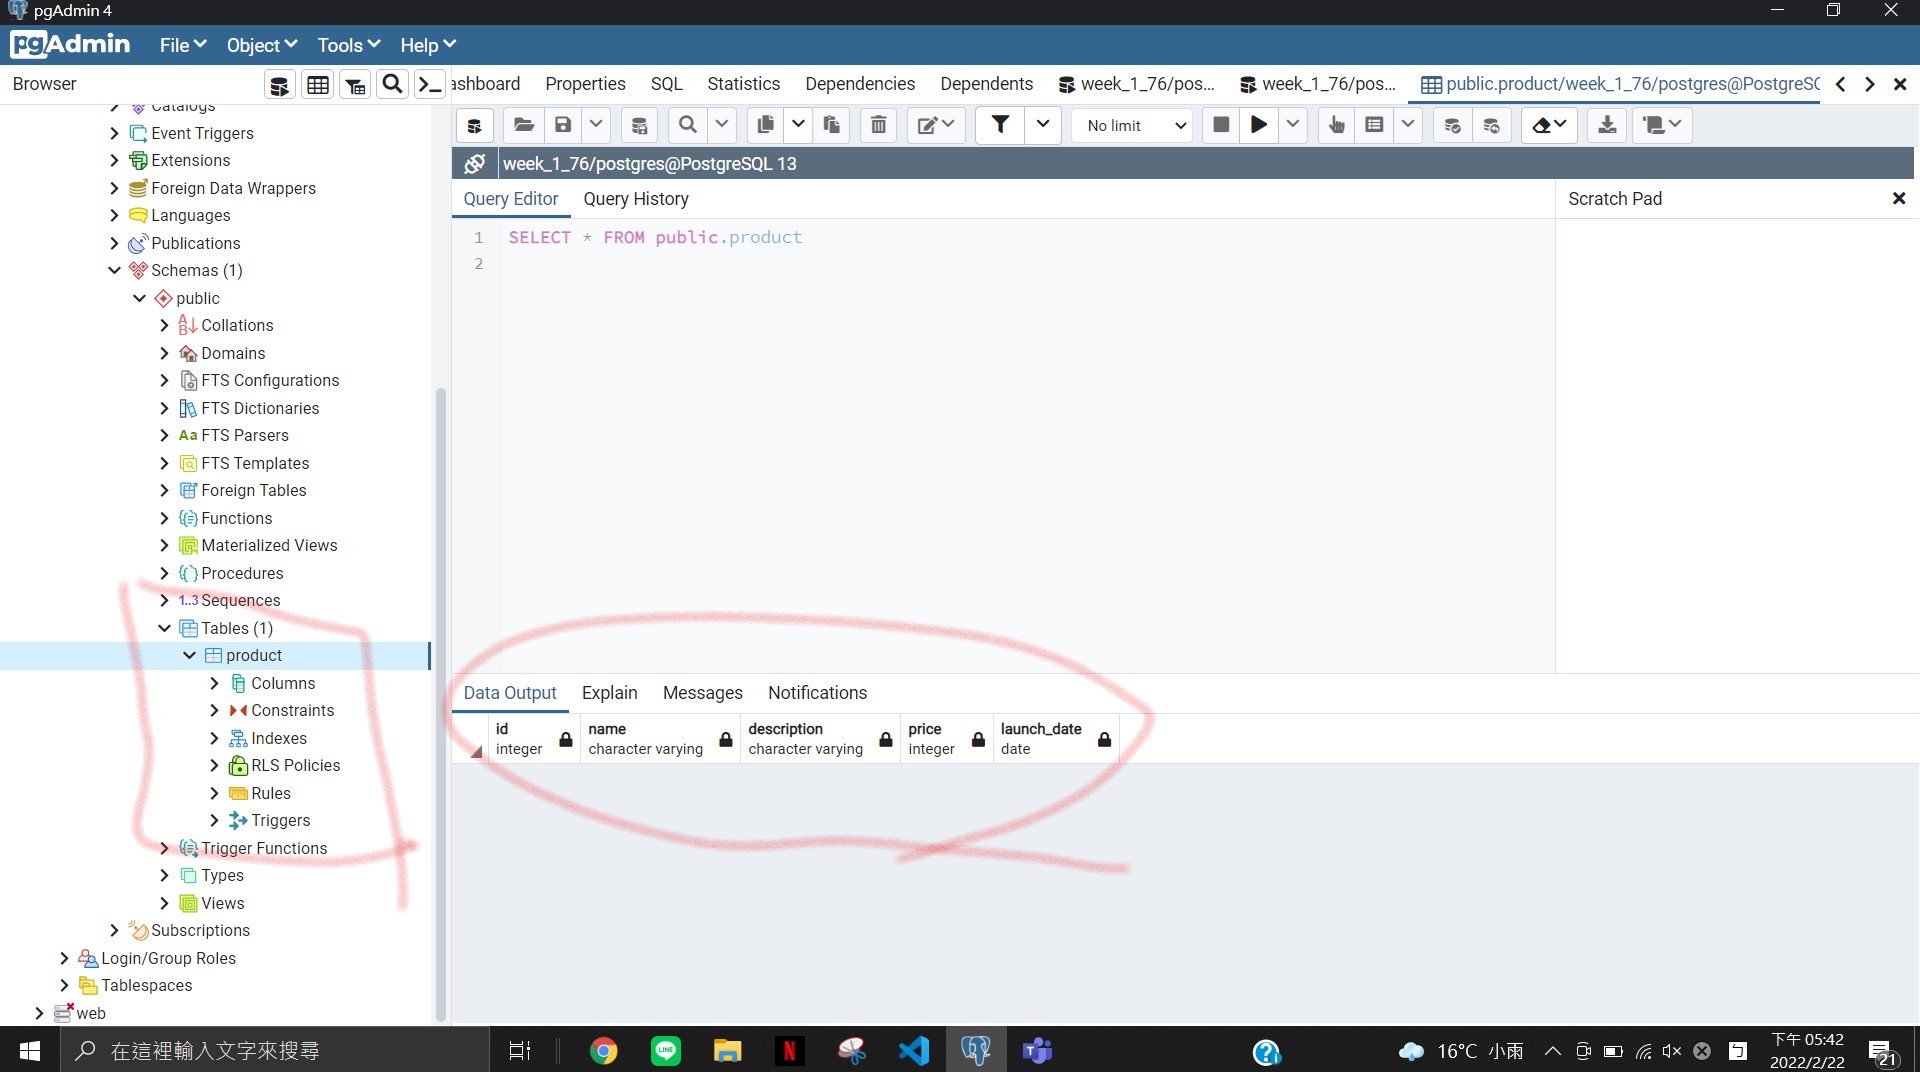 pgAdmin 4
pgAdmin File Object Tools Help
Browser
ashboard Properties SQL Statistics Dependencies Dependents week_1_76/pos... week_1_76/pos... public.product/week_1_76/postgres@PostgreSQ
No limit
week_1_76/postgres@PostgreSQL 13
Query Editor Query History
Scratch Pad
1 SELECT * FROM public.product
2
Catalogs
Event Triggers
Extensions
Foreign Data Wrappers
Languages
Publications
Schemas (1)
public
Collations
Domains
FTS Configurations
FTS Dictionaries
Aa FTS Parsers
FTS Templates
Foreign Tables
Functions
Materialized Views
Procedures
1..3 Sequences
Tables (1)
product
Columns
Constraints
Indexes
RLS Policies
Rules
Triggers
Trigger Functions
Types
Views
Subscriptions
Login/Group Roles
Tablespaces
web
Data Output Explain Messages Notifications
id name description price launch_date
integer character varying character varying integer date
在這裡輸入文字來搜尋
LINE
N
16°C 小雨
下午 05:42
2022/2/22
21